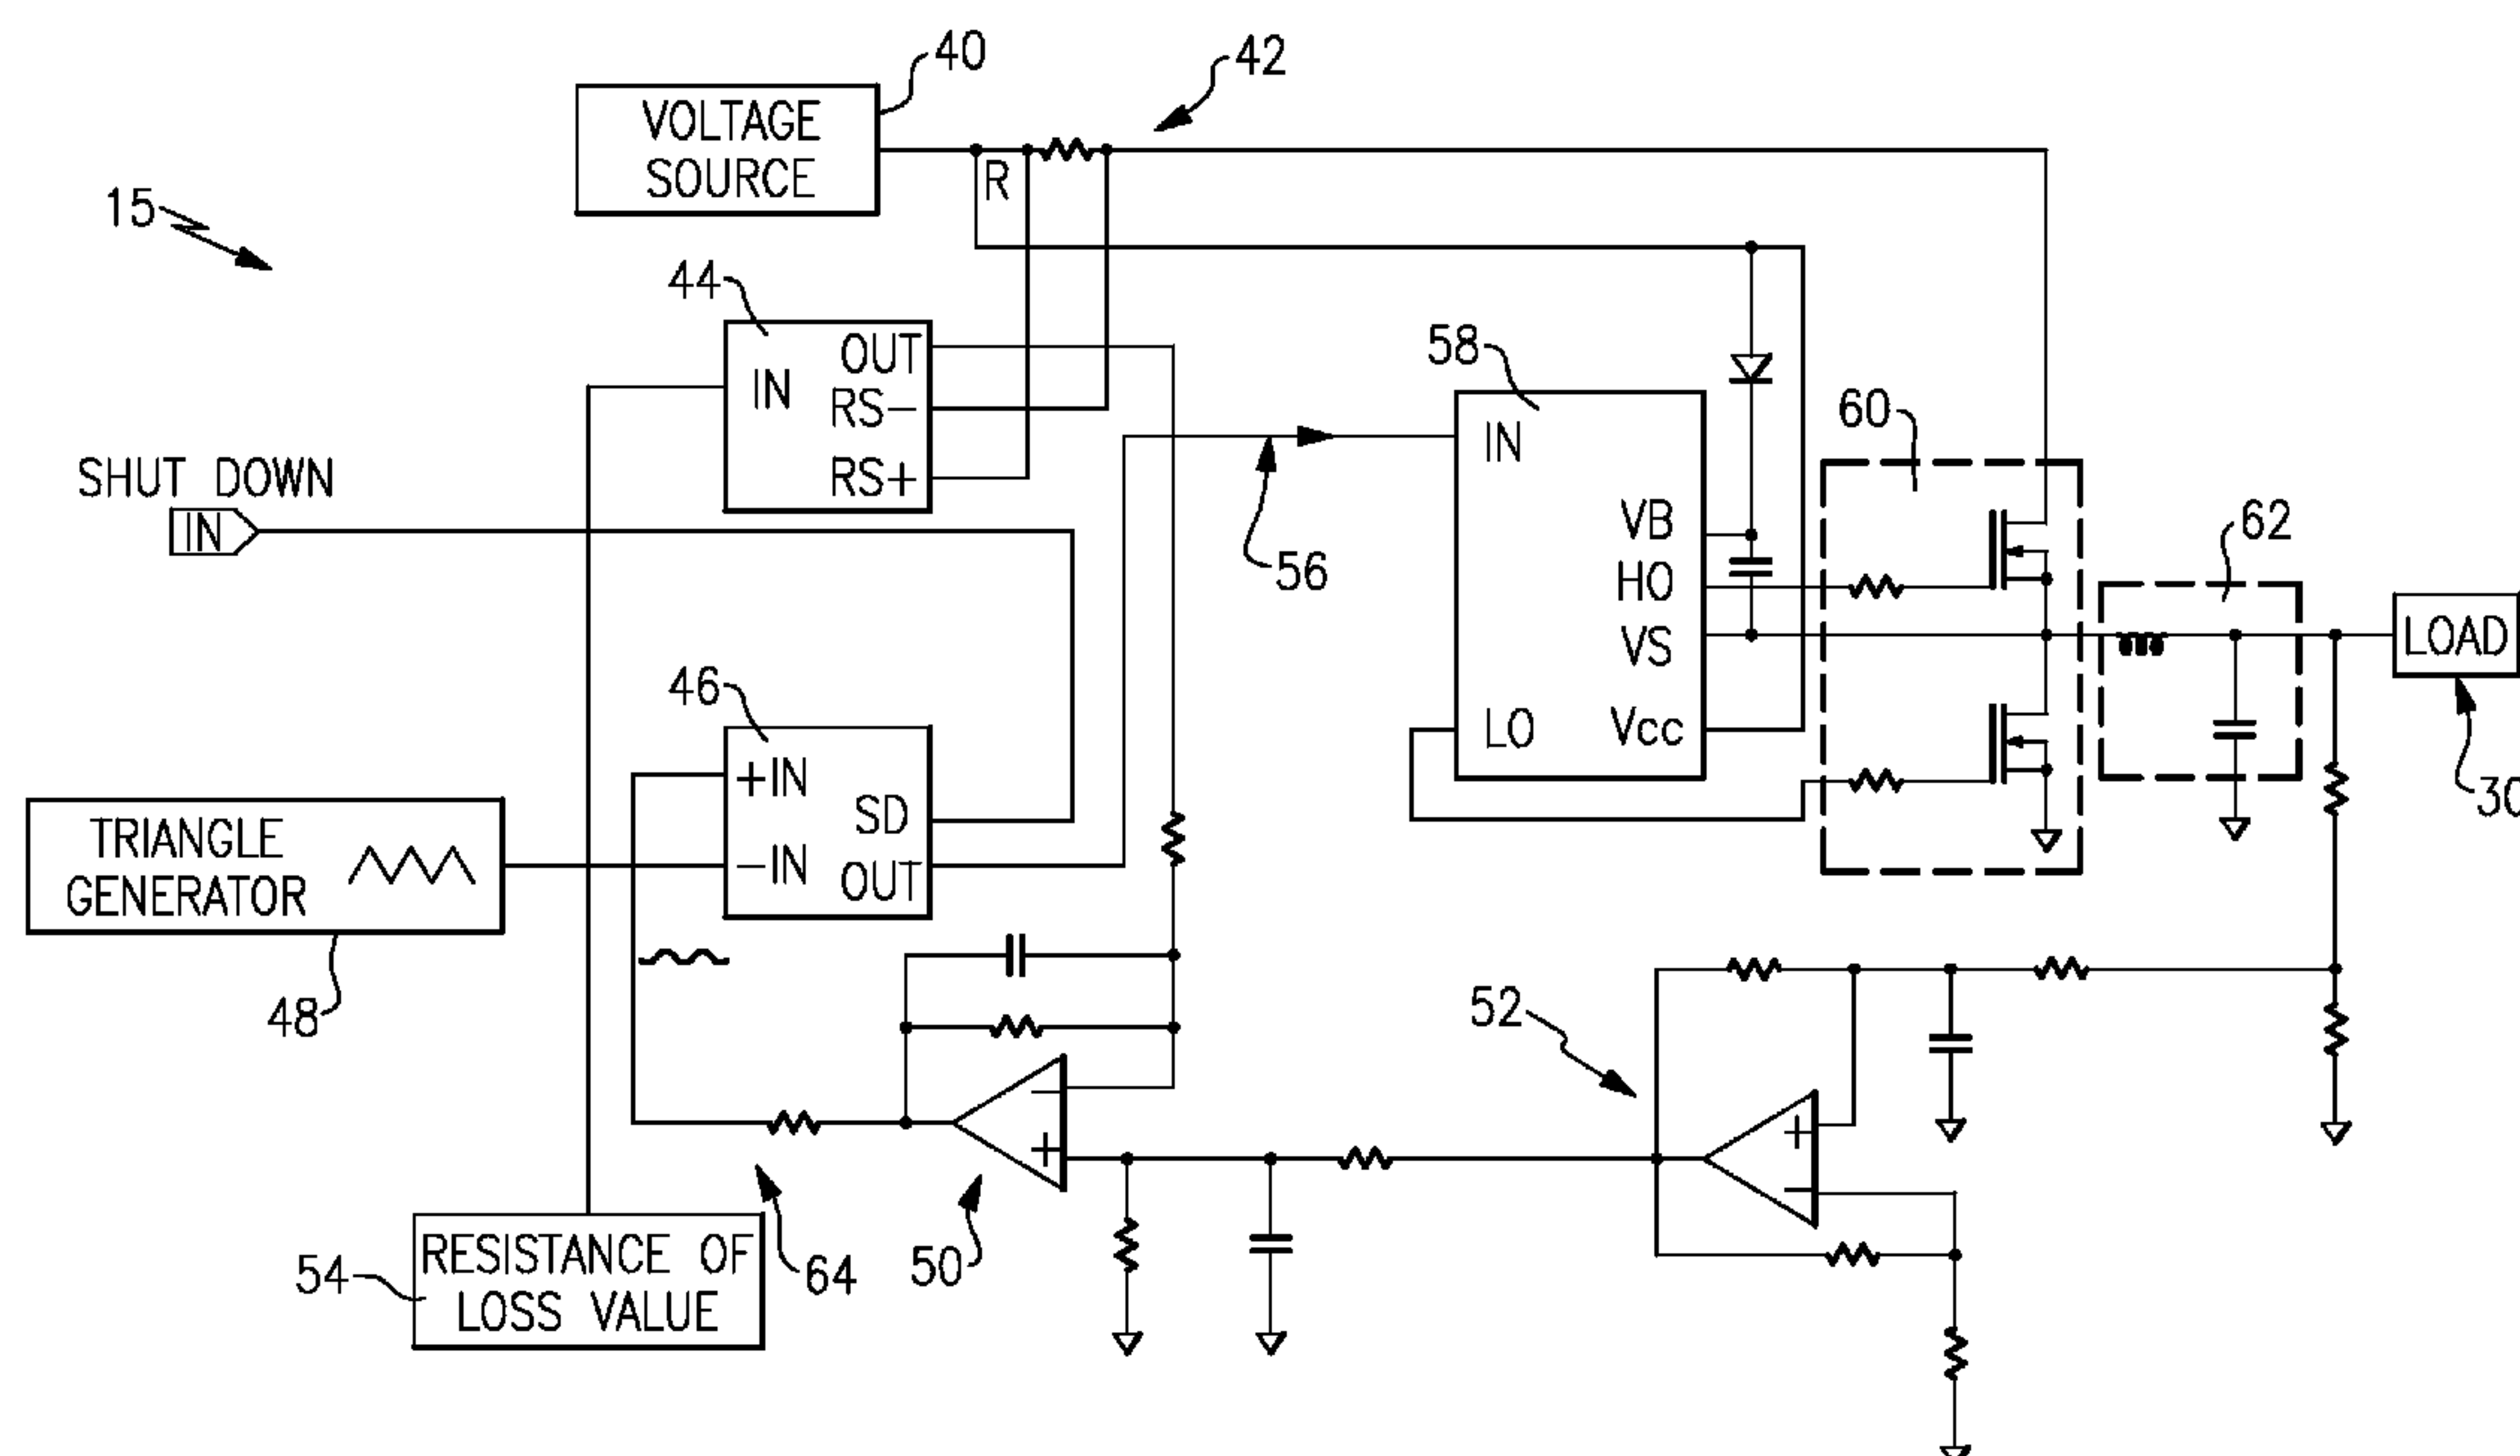 40
42
VOLTAGE
SOURCE
R
15
44
OUT
IN
RS−
RS+
58
60
IN
SHUT DOWN
IN
VB
62
56
HO
VS
LOAD
46
LO
Vcc
+IN
SD
−IN
OUT
TRIANGLE
GENERATOR
48
52
−
+
+
−
54
RESISTANCE OF
LOSS VALUE
64
50